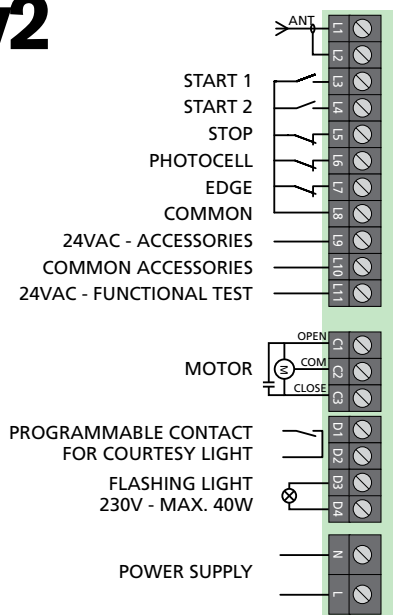 v2
ANT
L1
L2
START 1 L3
START 2 L4
STOP L5
PHOTOCELL L6
EDGE L7
COMMON L8
24VAC - ACCESSORIES L9
COMMON ACCESSORIES L10
24VAC - FUNCTIONAL TEST L11
OPEN C1
MOTOR M COM C2
CLOSE C3
PROGRAMMABLE CONTACT D1
FOR COURTESY LIGHT D2
FLASHING LIGHT D3
230V - MAX. 40W D4
N
POWER SUPPLY
L